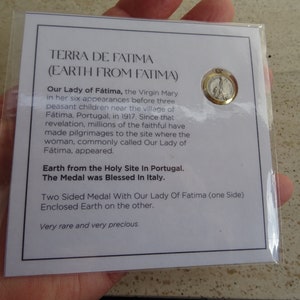 TERRA DE FATIMA
(EARTH FROM FATIMA)
Our Lady of Fátima, the Virgin Mary
in her six appearances before three
peasant children near the village of
Fátima, Portugal, in 1917. Since that
revelation, millions of the faithful have
made pilgrimages to the site where the
woman, commonly called Our Lady of
Fátima, appeared.
Earth from the Holy Site In Portugal.
The Medal was Blessed In Italy.
Two Sided Medal With Our Lady Of Fatima (one Side)
Enclosed Earth on the other.
Very rare and very precious